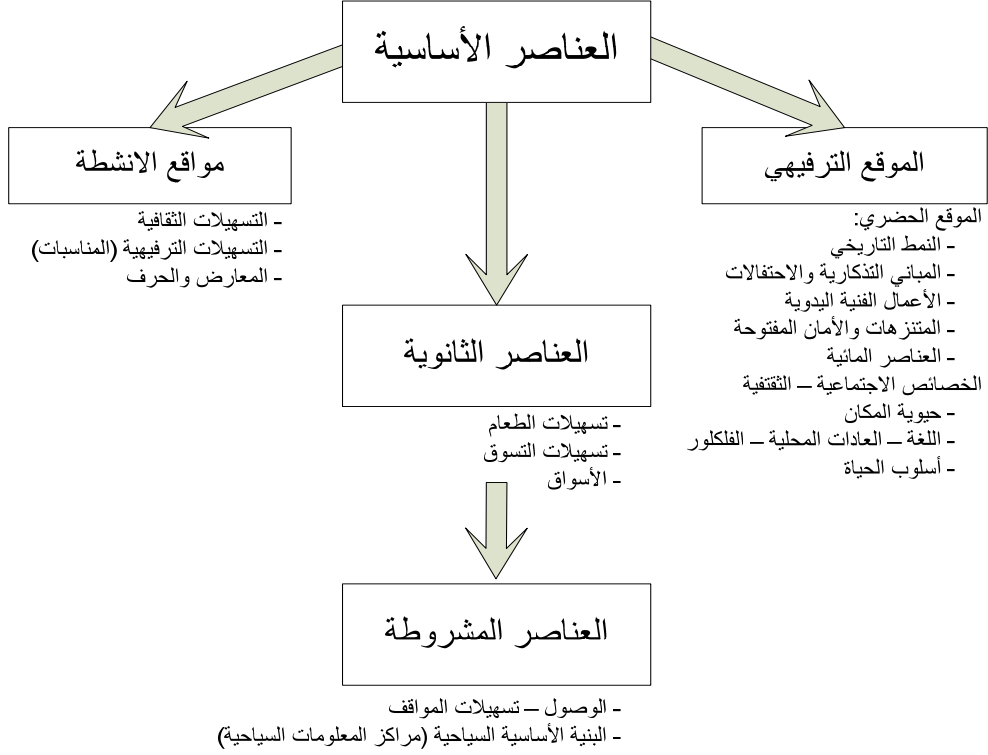 العناصر الأساسية
الموقع الترفيهي
الموقع الحضري:
- النمط التاريخي
- المباني التذكارية والاحتفالات
- الأعمال الفنية اليدوية
- المتنزهات والأمان المفتوحة
- العناصر المائية
الخصائص الاجتماعية – الثقتفية
- حيوية المكان
- اللغة – العادات المحلية – الفلكلور
- أسلوب الحياة
مواقع الانشطة
- التسهيلات الثقافية
- التسهيلات الترفيهية (المناسبات)
- المعارض والحرف
العناصر الثانوية
- تسهيلات الطعام
- تسهيلات التسوق
- الأسواق
العناصر المشروطة
- الوصول – تسهيلات المواقف
- البنية الأساسية السياحية (مراكز المعلومات السياحية)